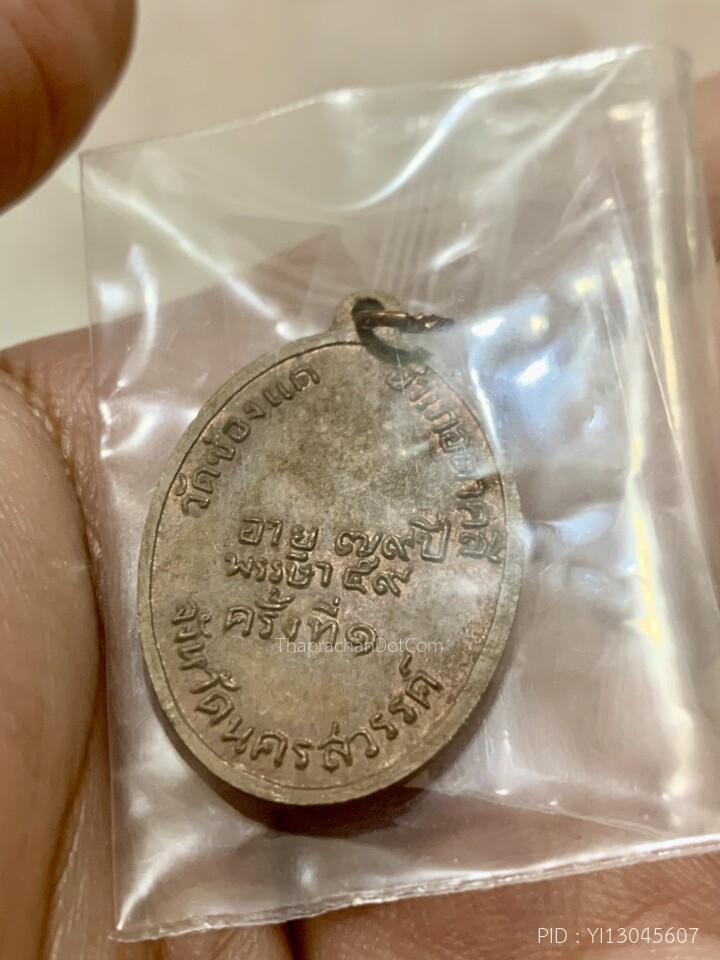 วัดช่องแค
อำเภอตาคลี
อายุ ๗๙ ปี
พรรษา ๕๙
ครั้งที่ ๑
จังหวัดนครสวรรค์
ThaprachanDotCom
PID : YI13045607